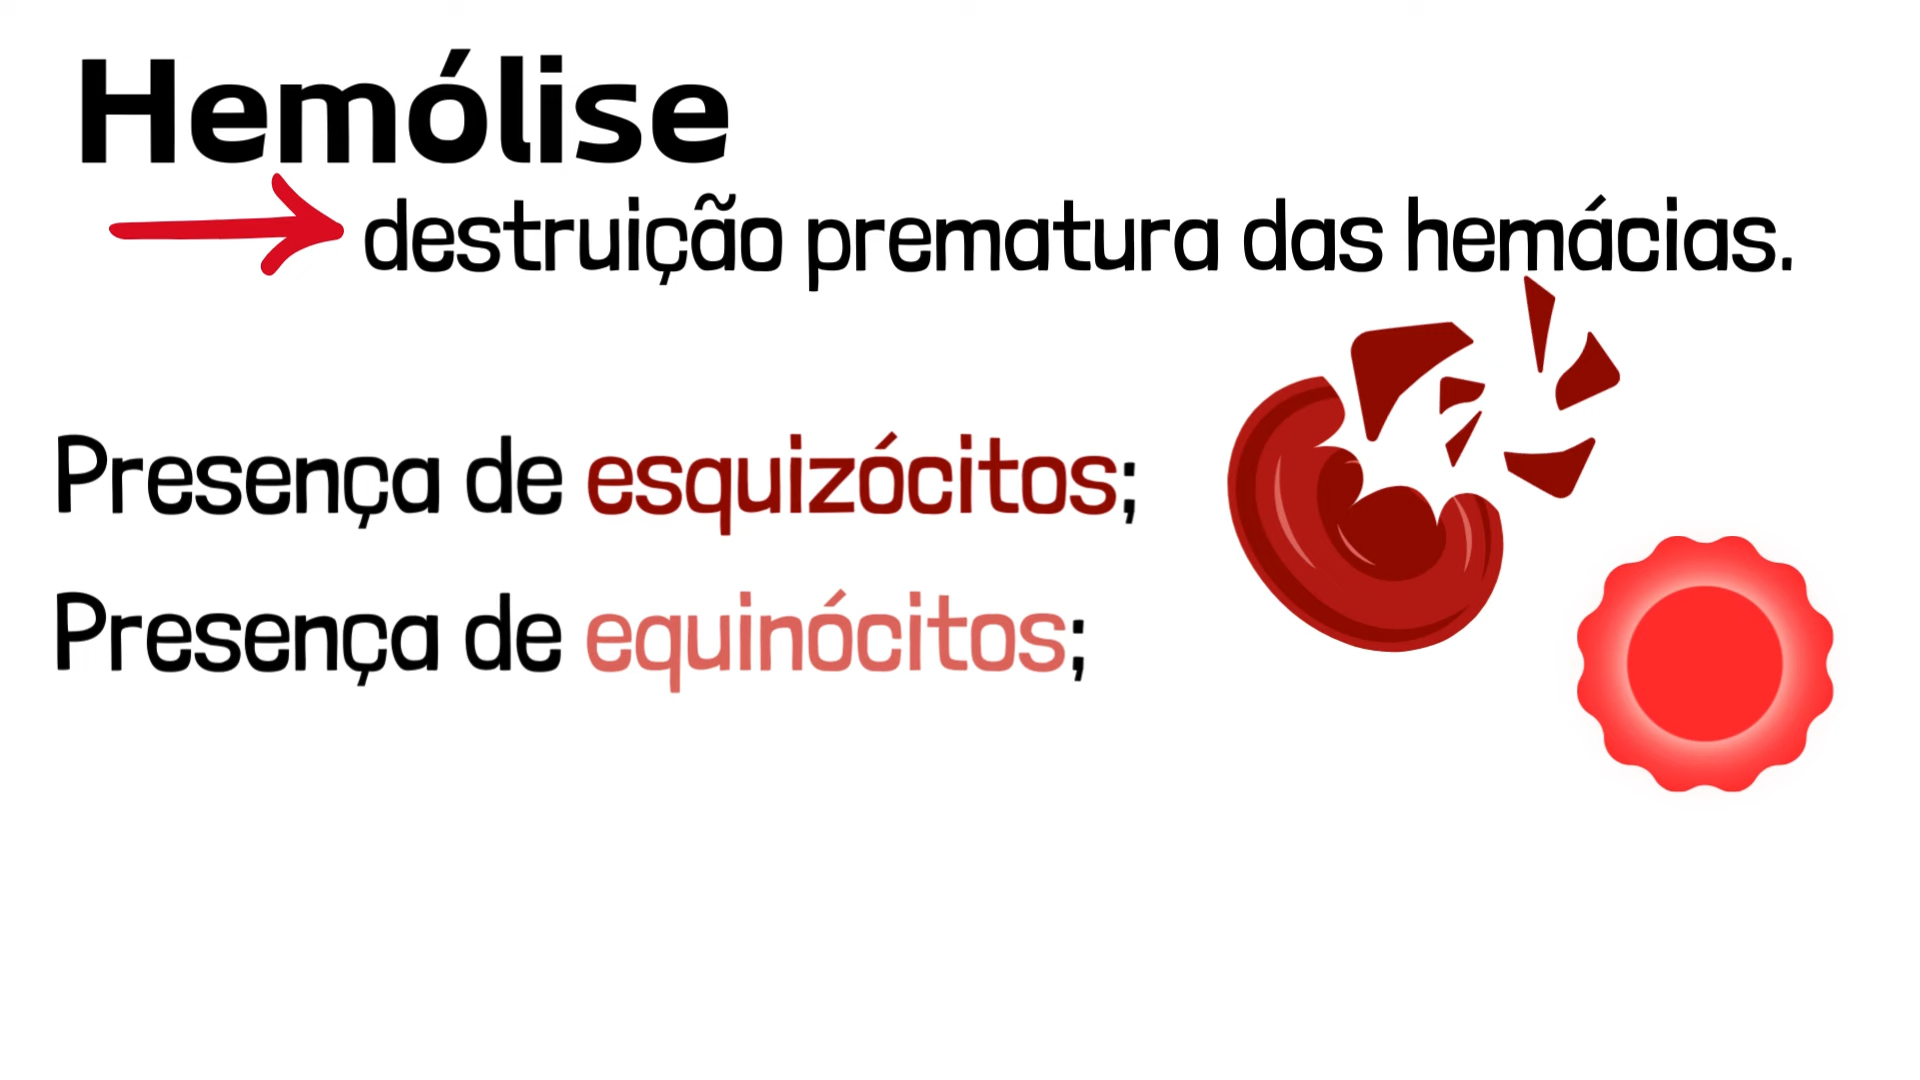 Hemólise
destruição prematura das hemácias.
Presença de esquizócitos;
Presença de equinócitos;